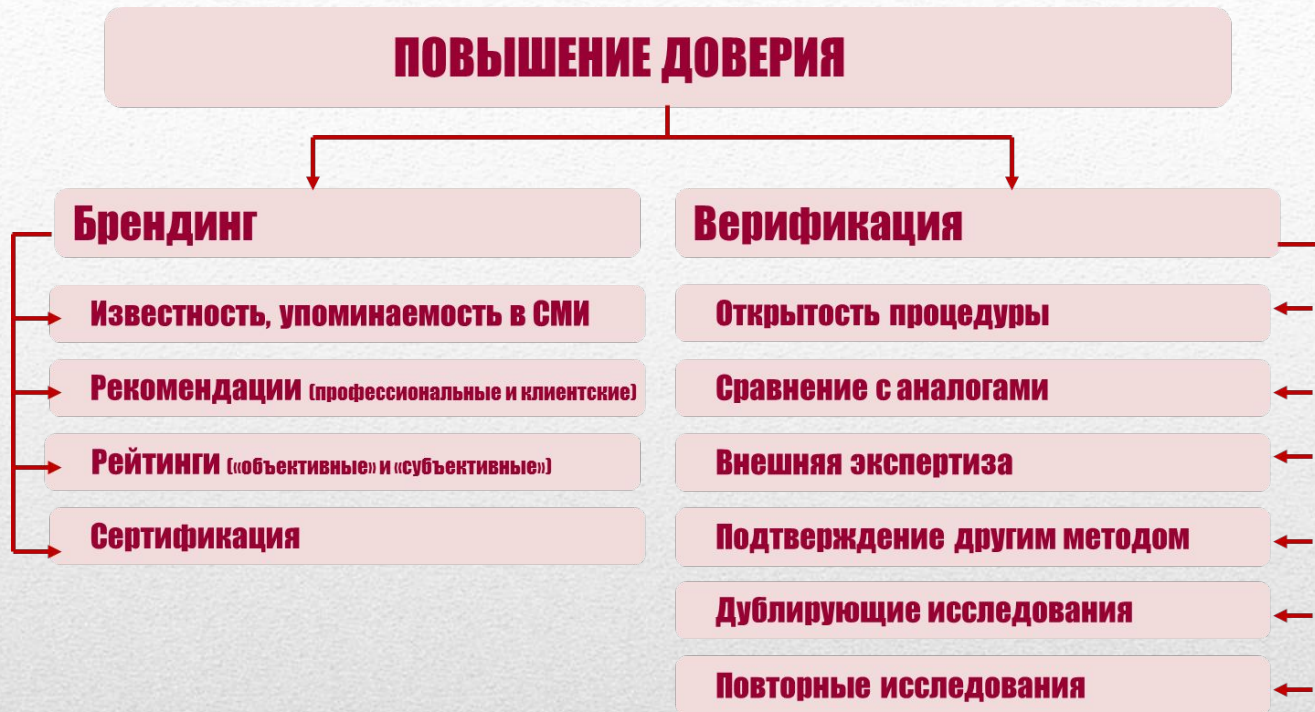 ПОВЫШЕНИЕ ДОВЕРИЯ
Брендинг
Известность, упоминаемость в СМИ
Рекомендации (профессиональные и клиентские)
Рейтинги («объективные» и «субъективные»)
Сертификация
Верификация
Открытость процедуры
Сравнение с аналогами
Внешняя экспертиза
Подтверждение другим методом
Дублирующие исследования
Повторные исследования